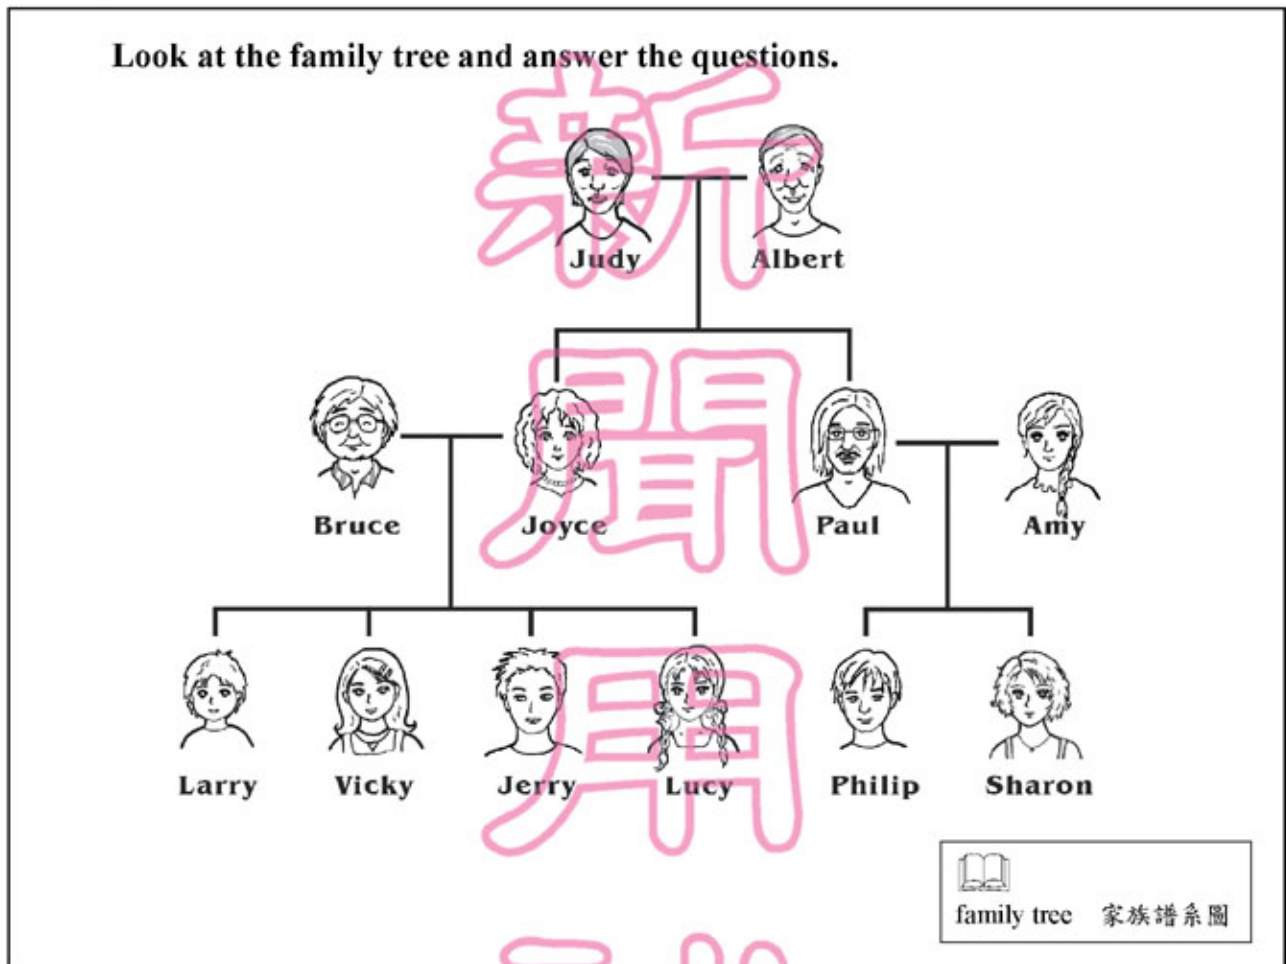 Look at the family tree and answer the questions.
新
Judy Albert
聞
Bruce Joyce Paul Amy
用
Larry Vicky Jerry Lucy Philip Sharon
family tree 家族譜系圖